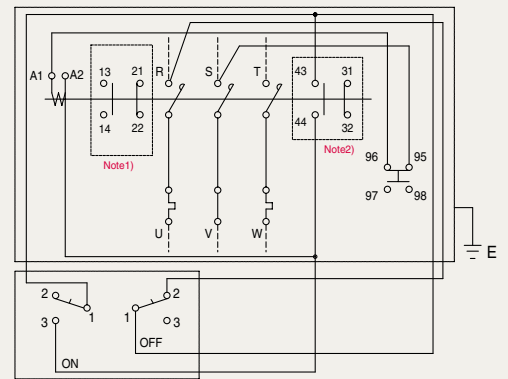 A1 A2 13 21 R S T 43 31
14 22 44 32
Note1) Note2)
96 95
97 98
U V W
E
2 1 3 ON
1 2 3 OFF